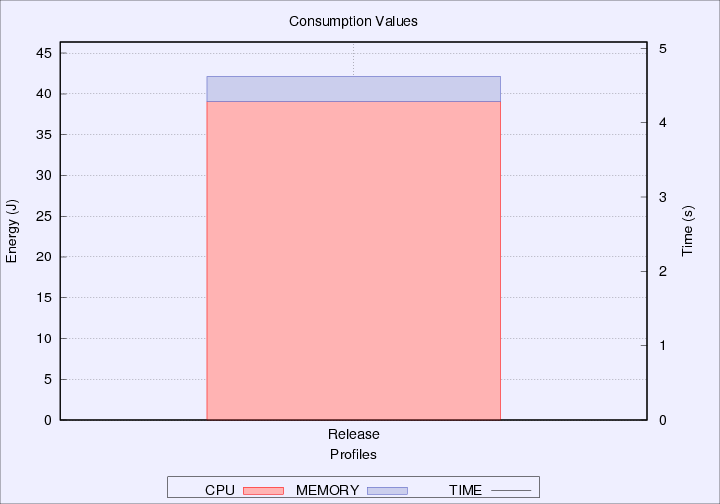 Consumption Values
45
40
35
30
25
20
15
10
5
0
Energy (J)
5
4
3
2
1
0
Time (s)
Release
Profiles
CPU MEMORY TIME